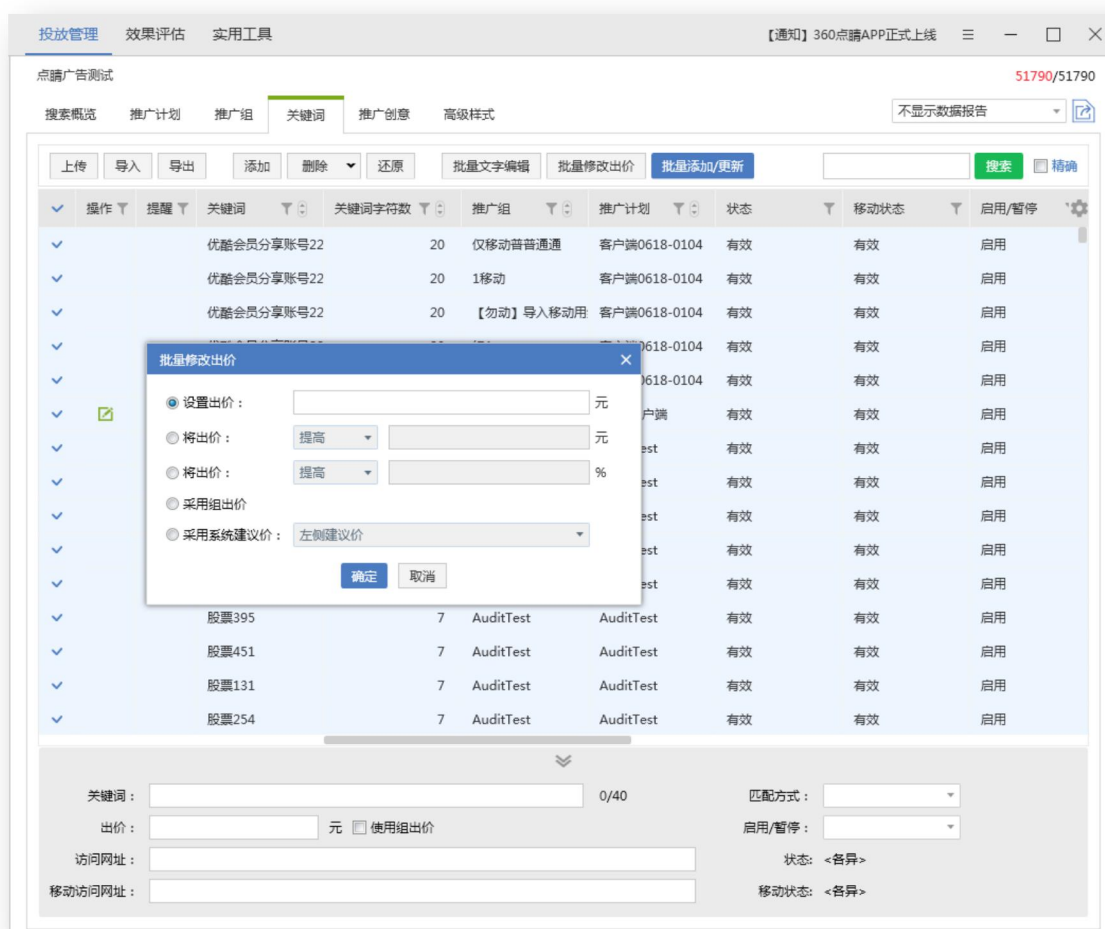 投放管理 效果评估 实用工具 【通知】360点睛APP正式上线
点睛广告测试 51790/51790
搜索概览 推广计划 推广组 关键词 推广创意 高级样式 不显示数据报告
上传 导入 导出 添加 删除 还原 批量文字编辑 批量修改出价 批量添加/更新 搜索 精确
操作 提醒 关键词 关键词字符数 推广组 推广计划 状态 移动状态 启用/暂停
优酷会员分享账号22 20 仅移动普普通通 客户端0618-0104 有效 有效 启用
优酷会员分享账号22 20 1移动 客户端0618-0104 有效 有效 启用
优酷会员分享账号22 20 【勿动】导入移动用 客户端0618-0104 有效 有效 启用
0618-0104 有效 有效 启用
0618-0104 有效 有效 启用
户端 有效 有效 启用
est 有效 有效 启用
est 有效 有效 启用
est 有效 有效 启用
est 有效 有效 启用
est 有效 有效 启用
批量修改出价
设置出价： 元
将出价： 提高 元
将出价： 提高 %
采用组出价
采用系统建议价： 左侧建议价
确定 取消
股票395 7 AuditTest AuditTest 有效 有效 启用
股票451 7 AuditTest AuditTest 有效 有效 启用
股票131 7 AuditTest AuditTest 有效 有效 启用
股票254 7 AuditTest AuditTest 有效 有效 启用
关键词： 0/40 匹配方式：
出价： 元 使用组出价 启用/暂停：
访问网址： 状态: <各异>
移动访问网址： 移动状态: <各异>